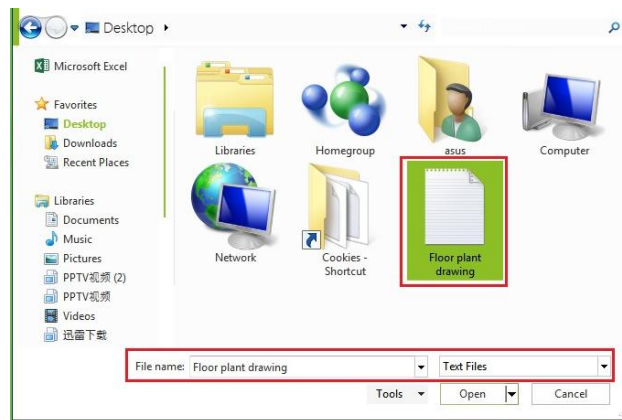 Desktop
Microsoft Excel
Favorites
Desktop
Downloads
Recent Places
Libraries
Documents
Music
Pictures
PPTV视频 (2)
PPTV视频
Videos
迅雷下载
Libraries
Homegroup
asus
Computer
Network
Cookies -
Shortcut
Floor plant
drawing
File name: Floor plant drawing
Text Files
Tools
Open
Cancel